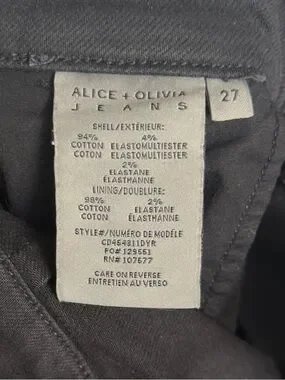 ALICE + OLIVIA
JEANS
27
SHELL/EXTÉRIEUR:
94% 4%
COTTON ELASTOMULTIESTER
COTON ELASTOMULTIESTER
2%
ELASTANE
ÉLASTHANNE
LINING/DOUBLURE:
98% 2%
COTTON ELASTANE
COTON ÉLASTHANNE
STYLE#/NUMÉRO DE MODÈLE
CD464811DYR
PO# 129551
RN# 107677
CARE ON REVERSE
ENTRETIEN AU VERSO